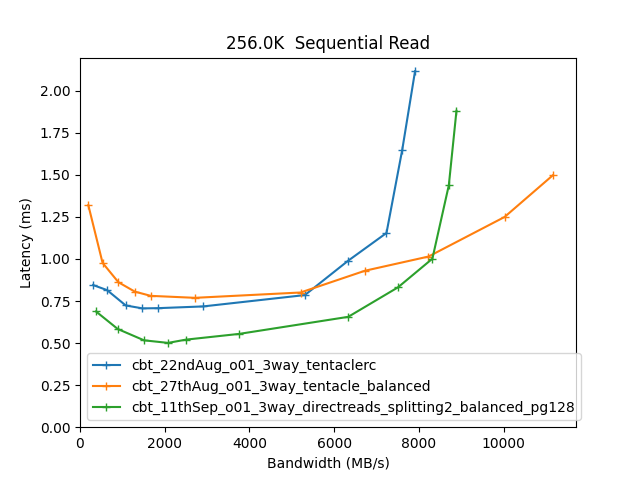 256.0K  Sequential Read
Latency (ms)
2.00
1.75
1.50
1.25
1.00
0.75
0.50
0.25
0.00
cbt_22ndAug_o01_3way_tentaclerc
cbt_27thAug_o01_3way_tentacle_balanced
cbt_11thSep_o01_3way_directreads_splitting2_balanced_pg128
0 2000 4000 6000 8000 10000
Bandwidth (MB/s)